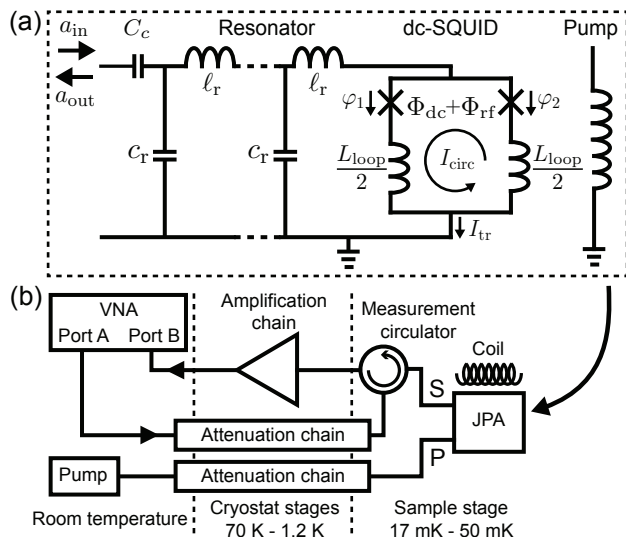 (a)
a_in
a_out
C_c
Resonator
dc-SQUID
Pump
ℓ_r
ℓ_r
c_r
c_r
φ_1
Φ_dc+Φ_rf
φ_2
L_loop/2
I_circ
L_loop/2
I_tr
(b)
VNA
Port A Port B
Amplification
chain
Measurement
circulator
Coil
S
JPA
P
Attenuation chain
Pump
Attenuation chain
Room temperature
Cryostat stages
70 K - 1.2 K
Sample stage
17 mK - 50 mK